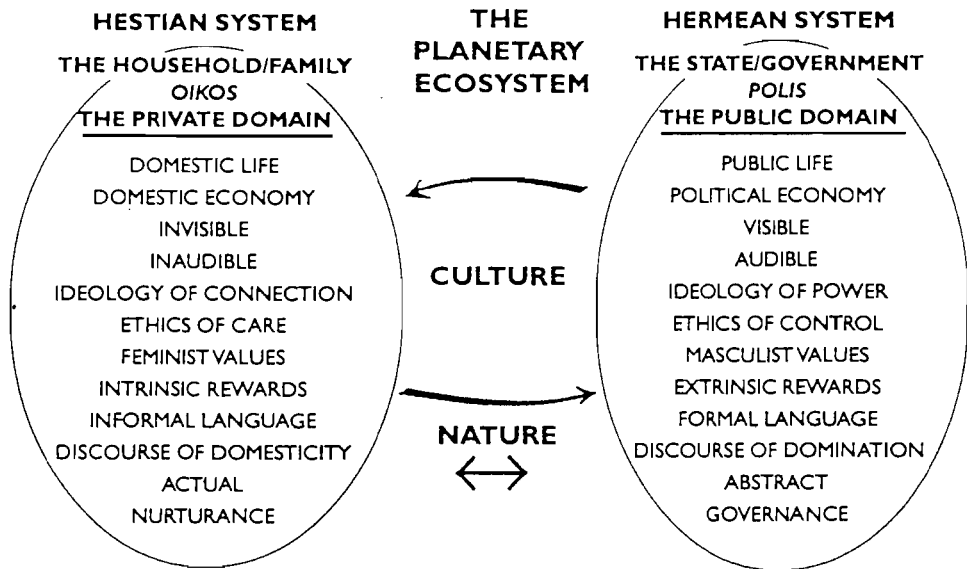 HESTIAN SYSTEM
THE HOUSEHOLD/FAMILY
OIKOS
THE PRIVATE DOMAIN
DOMESTIC LIFE
DOMESTIC ECONOMY
INVISIBLE
INAUDIBLE
IDEOLOGY OF CONNECTION
ETHICS OF CARE
FEMINIST VALUES
INTRINSIC REWARDS
INFORMAL LANGUAGE
DISCOURSE OF DOMESTICITY
ACTUAL
NURTURANCE
THE
PLANETARY
ECOSYSTEM
CULTURE
NATURE
HERMEAN SYSTEM
THE STATE/GOVERNMENT
POLIS
THE PUBLIC DOMAIN
PUBLIC LIFE
POLITICAL ECONOMY
VISIBLE
AUDIBLE
IDEOLOGY OF POWER
ETHICS OF CONTROL
MASCULIST VALUES
EXTRINSIC REWARDS
FORMAL LANGUAGE
DISCOURSE OF DOMINATION
ABSTRACT
GOVERNANCE